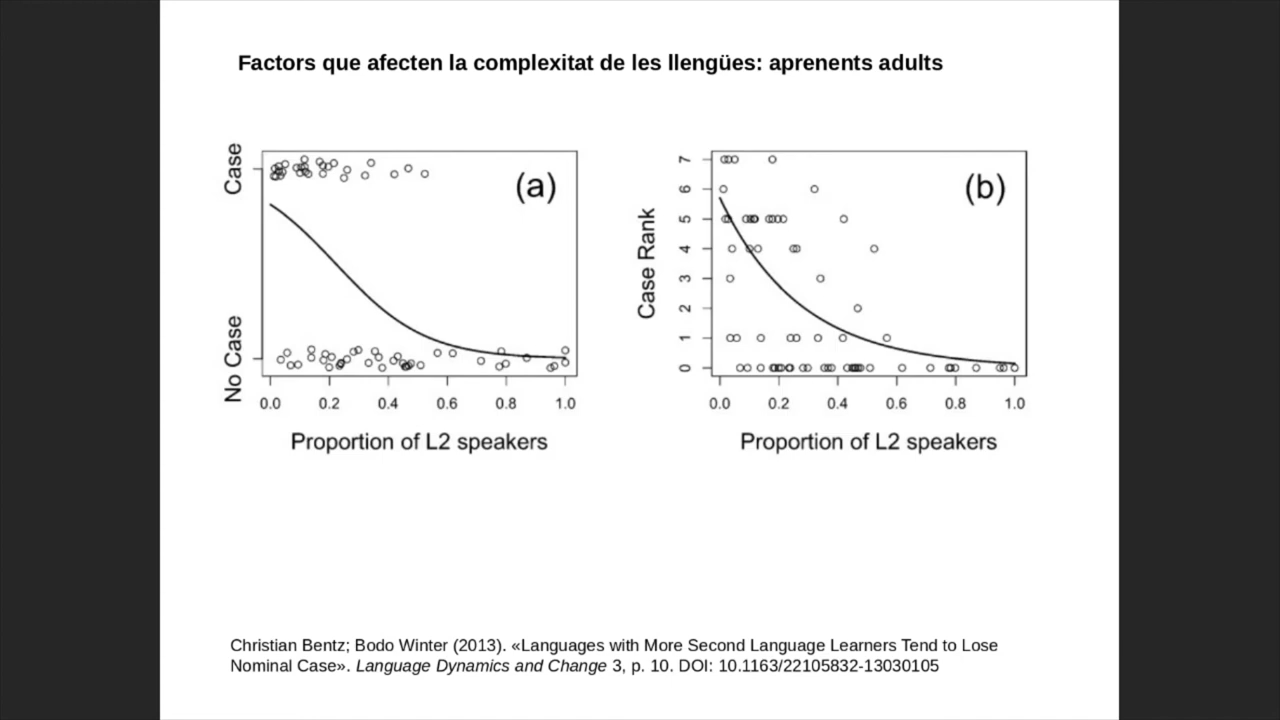 Factors que afecten la complexitat de les llengües: aprenents adults
Case
No Case
(a)
0.0 0.2 0.4 0.6 0.8 1.0
Proportion of L2 speakers
Case Rank
7
6
5
4
3
2
1
0
(b)
0.0 0.2 0.4 0.6 0.8 1.0
Proportion of L2 speakers
Christian Bentz; Bodo Winter (2013). «Languages with More Second Language Learners Tend to Lose
Nominal Case». Language Dynamics and Change 3, p. 10. DOI: 10.1163/22105832-13030105